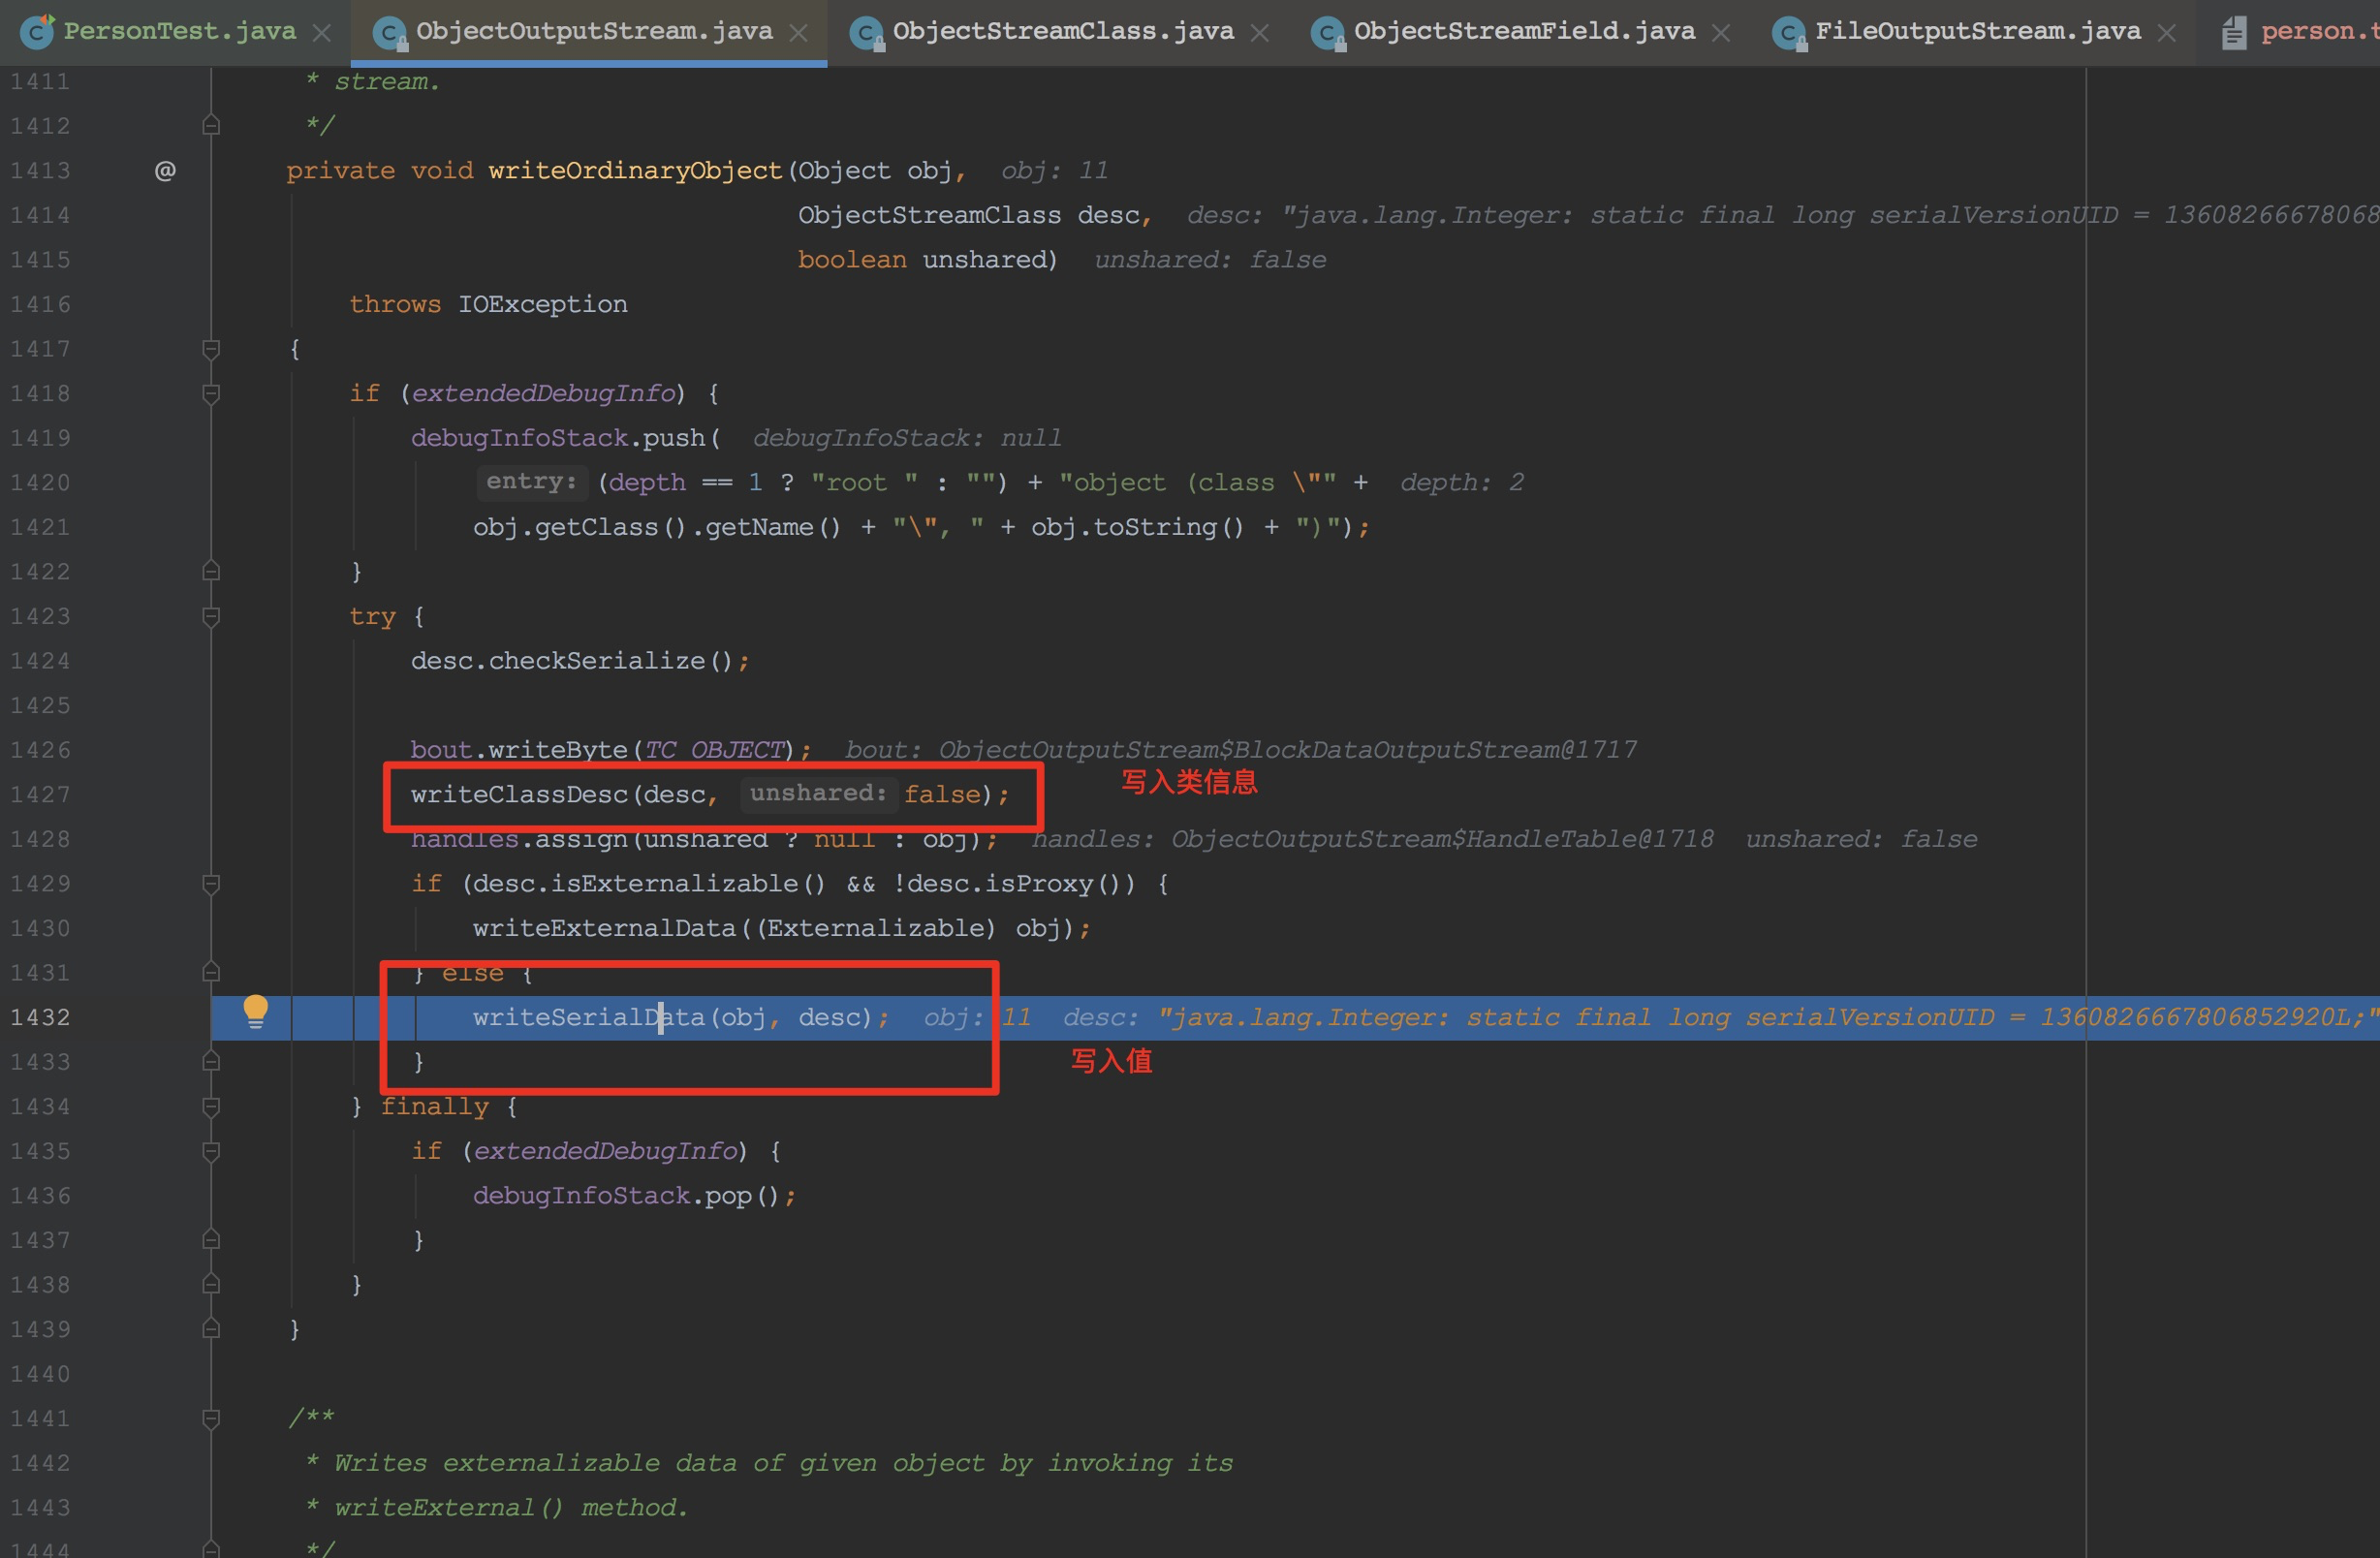 PersonTest.java ObjectOutputStream.java ObjectStreamClass.java ObjectStreamField.java FileOutputStream.java person.t
1411 * stream.
1412 */
1413 @ private void writeOrdinaryObject(Object obj, obj: 11
1414 ObjectStreamClass desc, desc: "java.lang.Integer: static final long serialVersionUID = 13608266678068
1415 boolean unshared) unshared: false
1416 throws IOException
1417 {
1418 if (extendedDebugInfo) {
1419 debugInfoStack.push( debugInfoStack: null
1420 entry: (depth == 1 ? "root " : "") + "object (class \"" + depth: 2
1421 obj.getClass().getName() + "\", " + obj.toString() + ")");
1422 }
1423 try {
1424 desc.checkSerialize();
1425
1426 bout.writeByte(TC_OBJECT); bout: ObjectOutputStream$BlockDataOutputStream@1717
1427 writeClassDesc(desc, unshared: false); 写入类信息
1428 handles.assign(unshared ? null : obj); handles: ObjectOutputStream$HandleTable@1718 unshared: false
1429 if (desc.isExternalizable() && !desc.isProxy()) {
1430 writeExternalData((Externalizable) obj);
1431 } else {
1432 writeSerialData(obj, desc); obj: 11 desc: "java.lang.Integer: static final long serialVersionUID = 1360826667806852920L;"
1433 } 写入值
1434 } finally {
1435 if (extendedDebugInfo) {
1436 debugInfoStack.pop();
1437 }
1438 }
1439 }
1440
1441 /**
1442 * Writes externalizable data of given object by invoking its
1443 * writeExternal() method.
1444 */